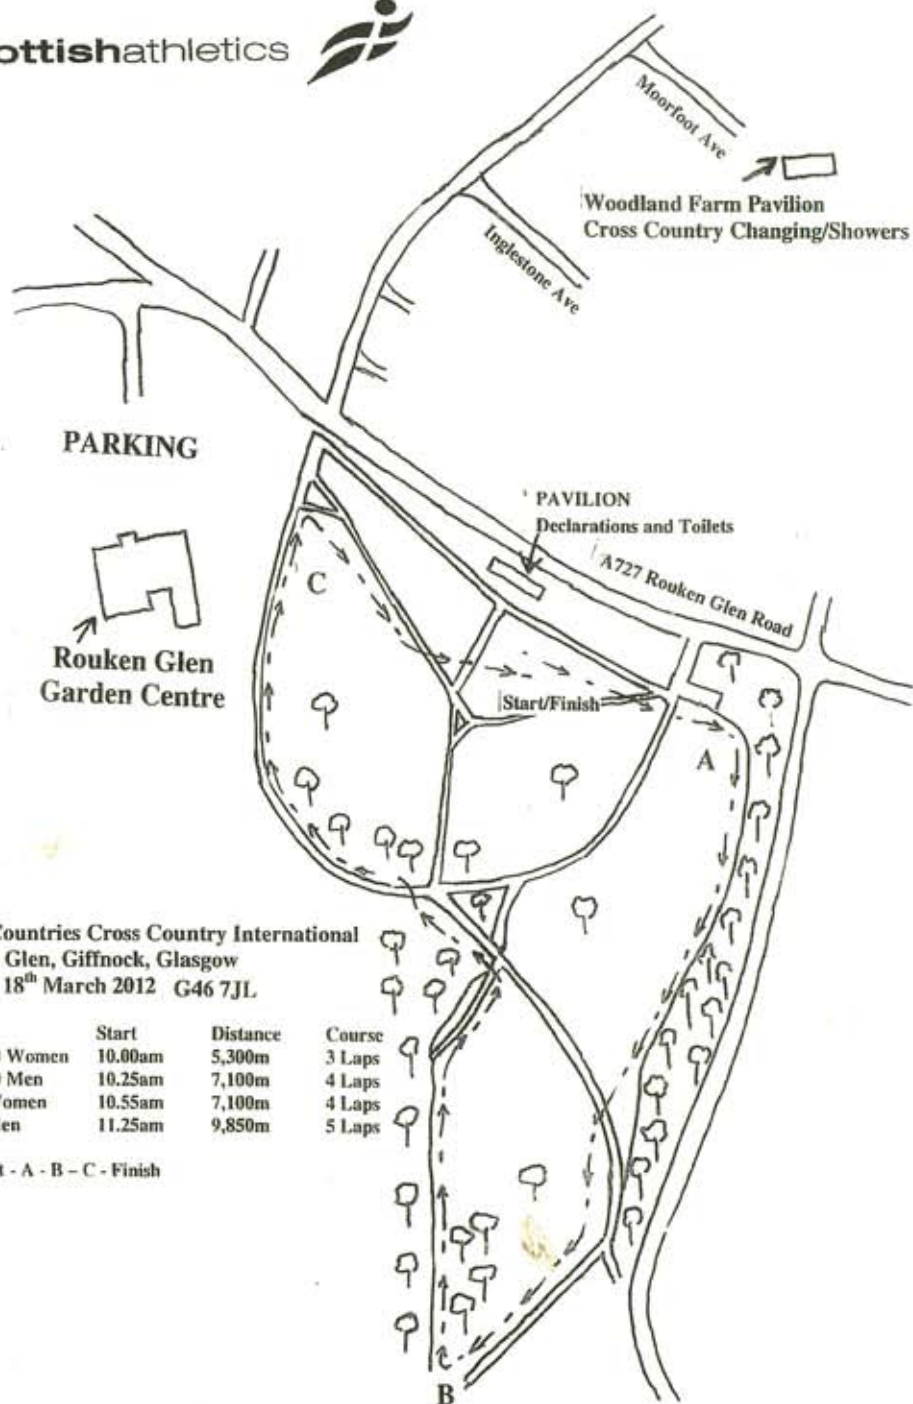 ottishathletics
Moorfoot Ave
Woodland Farm Pavilion
Cross Country Changing/Showers
Inglestone Ave
PARKING
PAVILION
Declarations and Toilets
A727 Rouken Glen Road
C
Rouken Glen
Garden Centre
Start/Finish
A
Countries Cross Country International
Glen, Giffnock, Glasgow
18th March 2012 G46 7JL
Start Distance Course
Women 10.00am 5,300m 3 Laps
Men 10.25am 7,100m 4 Laps
omen 10.55am 7,100m 4 Laps
en 11.25am 9,850m 5 Laps
t - A - B – C - Finish
B